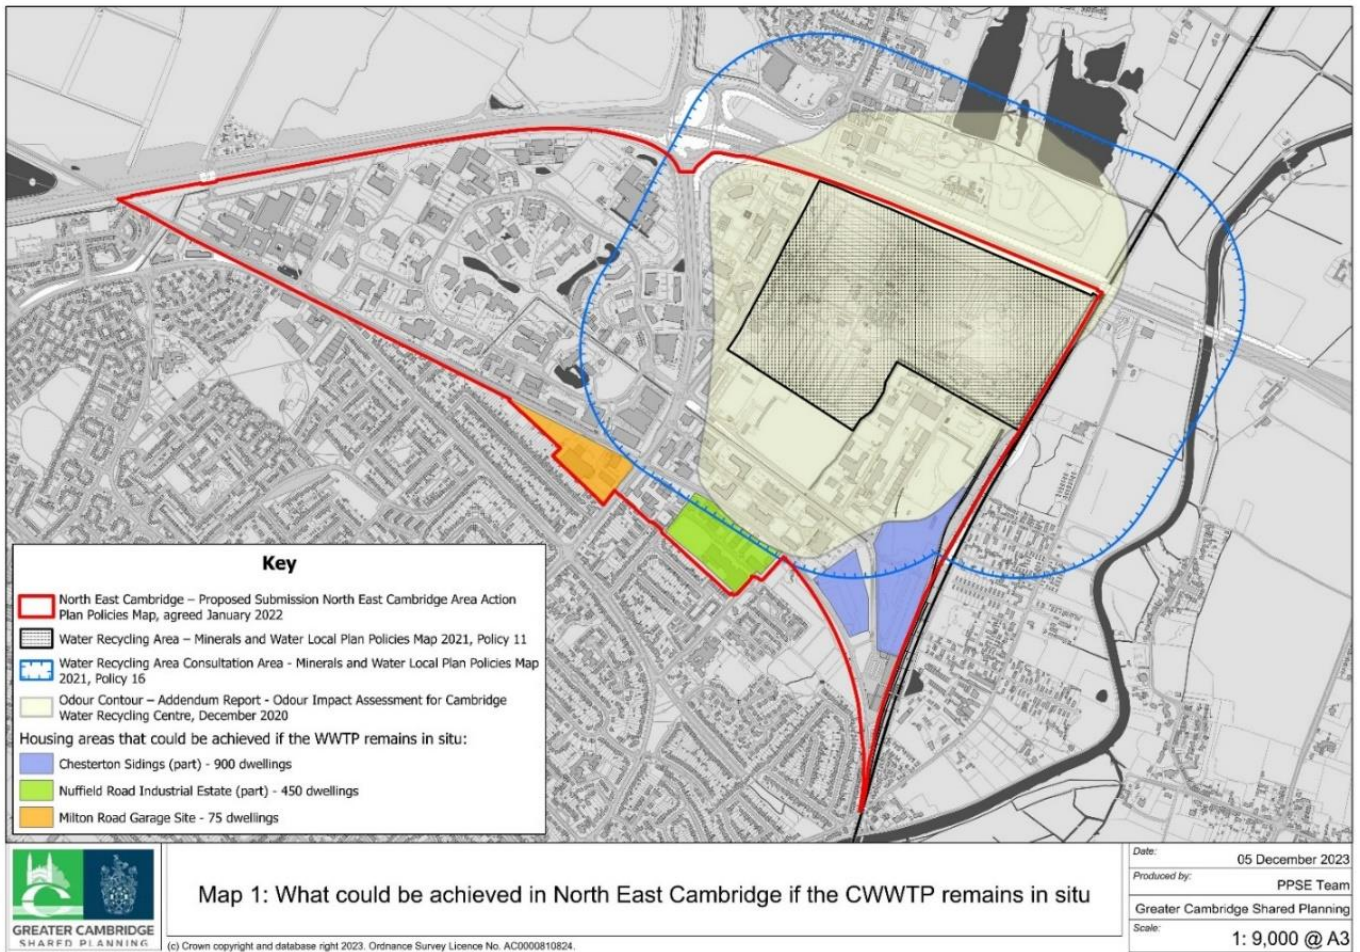 Key
North East Cambridge – Proposed Submission North East Cambridge Area Action
Plan Policies Map, agreed January 2022
Water Recycling Area – Minerals and Water Local Plan Policies Map 2021, Policy 11
Water Recycling Area Consultation Area - Minerals and Water Local Plan Policies Map
2021, Policy 16
Odour Contour – Addendum Report - Odour Impact Assessment for Cambridge
Water Recycling Centre, December 2020
Housing areas that could be achieved if the WWTP remains in situ:
Chesterton Sidings (part) - 900 dwellings
Nuffield Road Industrial Estate (part) - 450 dwellings
Milton Road Garage Site - 75 dwellings
GREATER CAMBRIDGE
SHARED PLANNING
Map 1: What could be achieved in North East Cambridge if the CWWTP remains in situ
(c) Crown copyright and database right 2023. Ordnance Survey Licence No. AC0000810824.
Date:
05 December 2023
Produced by:
PPSE Team
Greater Cambridge Shared Planning
Scale:
1: 9,000 @ A3